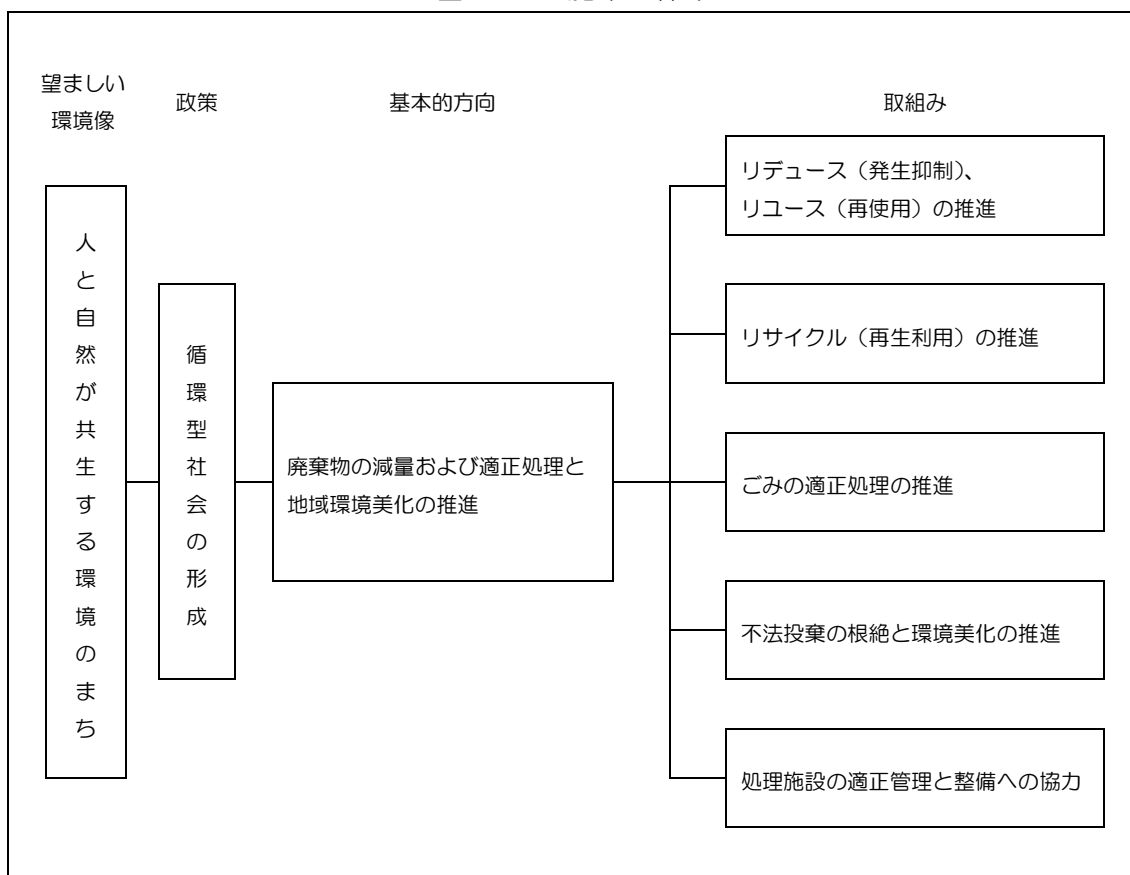 望ましい
環境像
政策
基本的方向
取組み
人と自然が共生する環境のまち
循環型社会の形成
廃棄物の減量および適正処理と
地域環境美化の推進
リデュース（発生抑制）、
リユース（再使用）の推進
リサイクル（再生利用）の推進
ごみの適正処理の推進
不法投棄の根絶と環境美化の推進
処理施設の適正管理と整備への協力